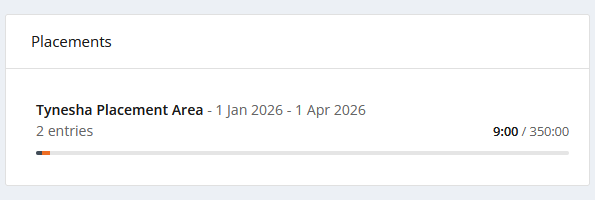 Placements
Tynesha Placement Area - 1 Jan 2026 - 1 Apr 2026
2 entries
9:00 / 350:00